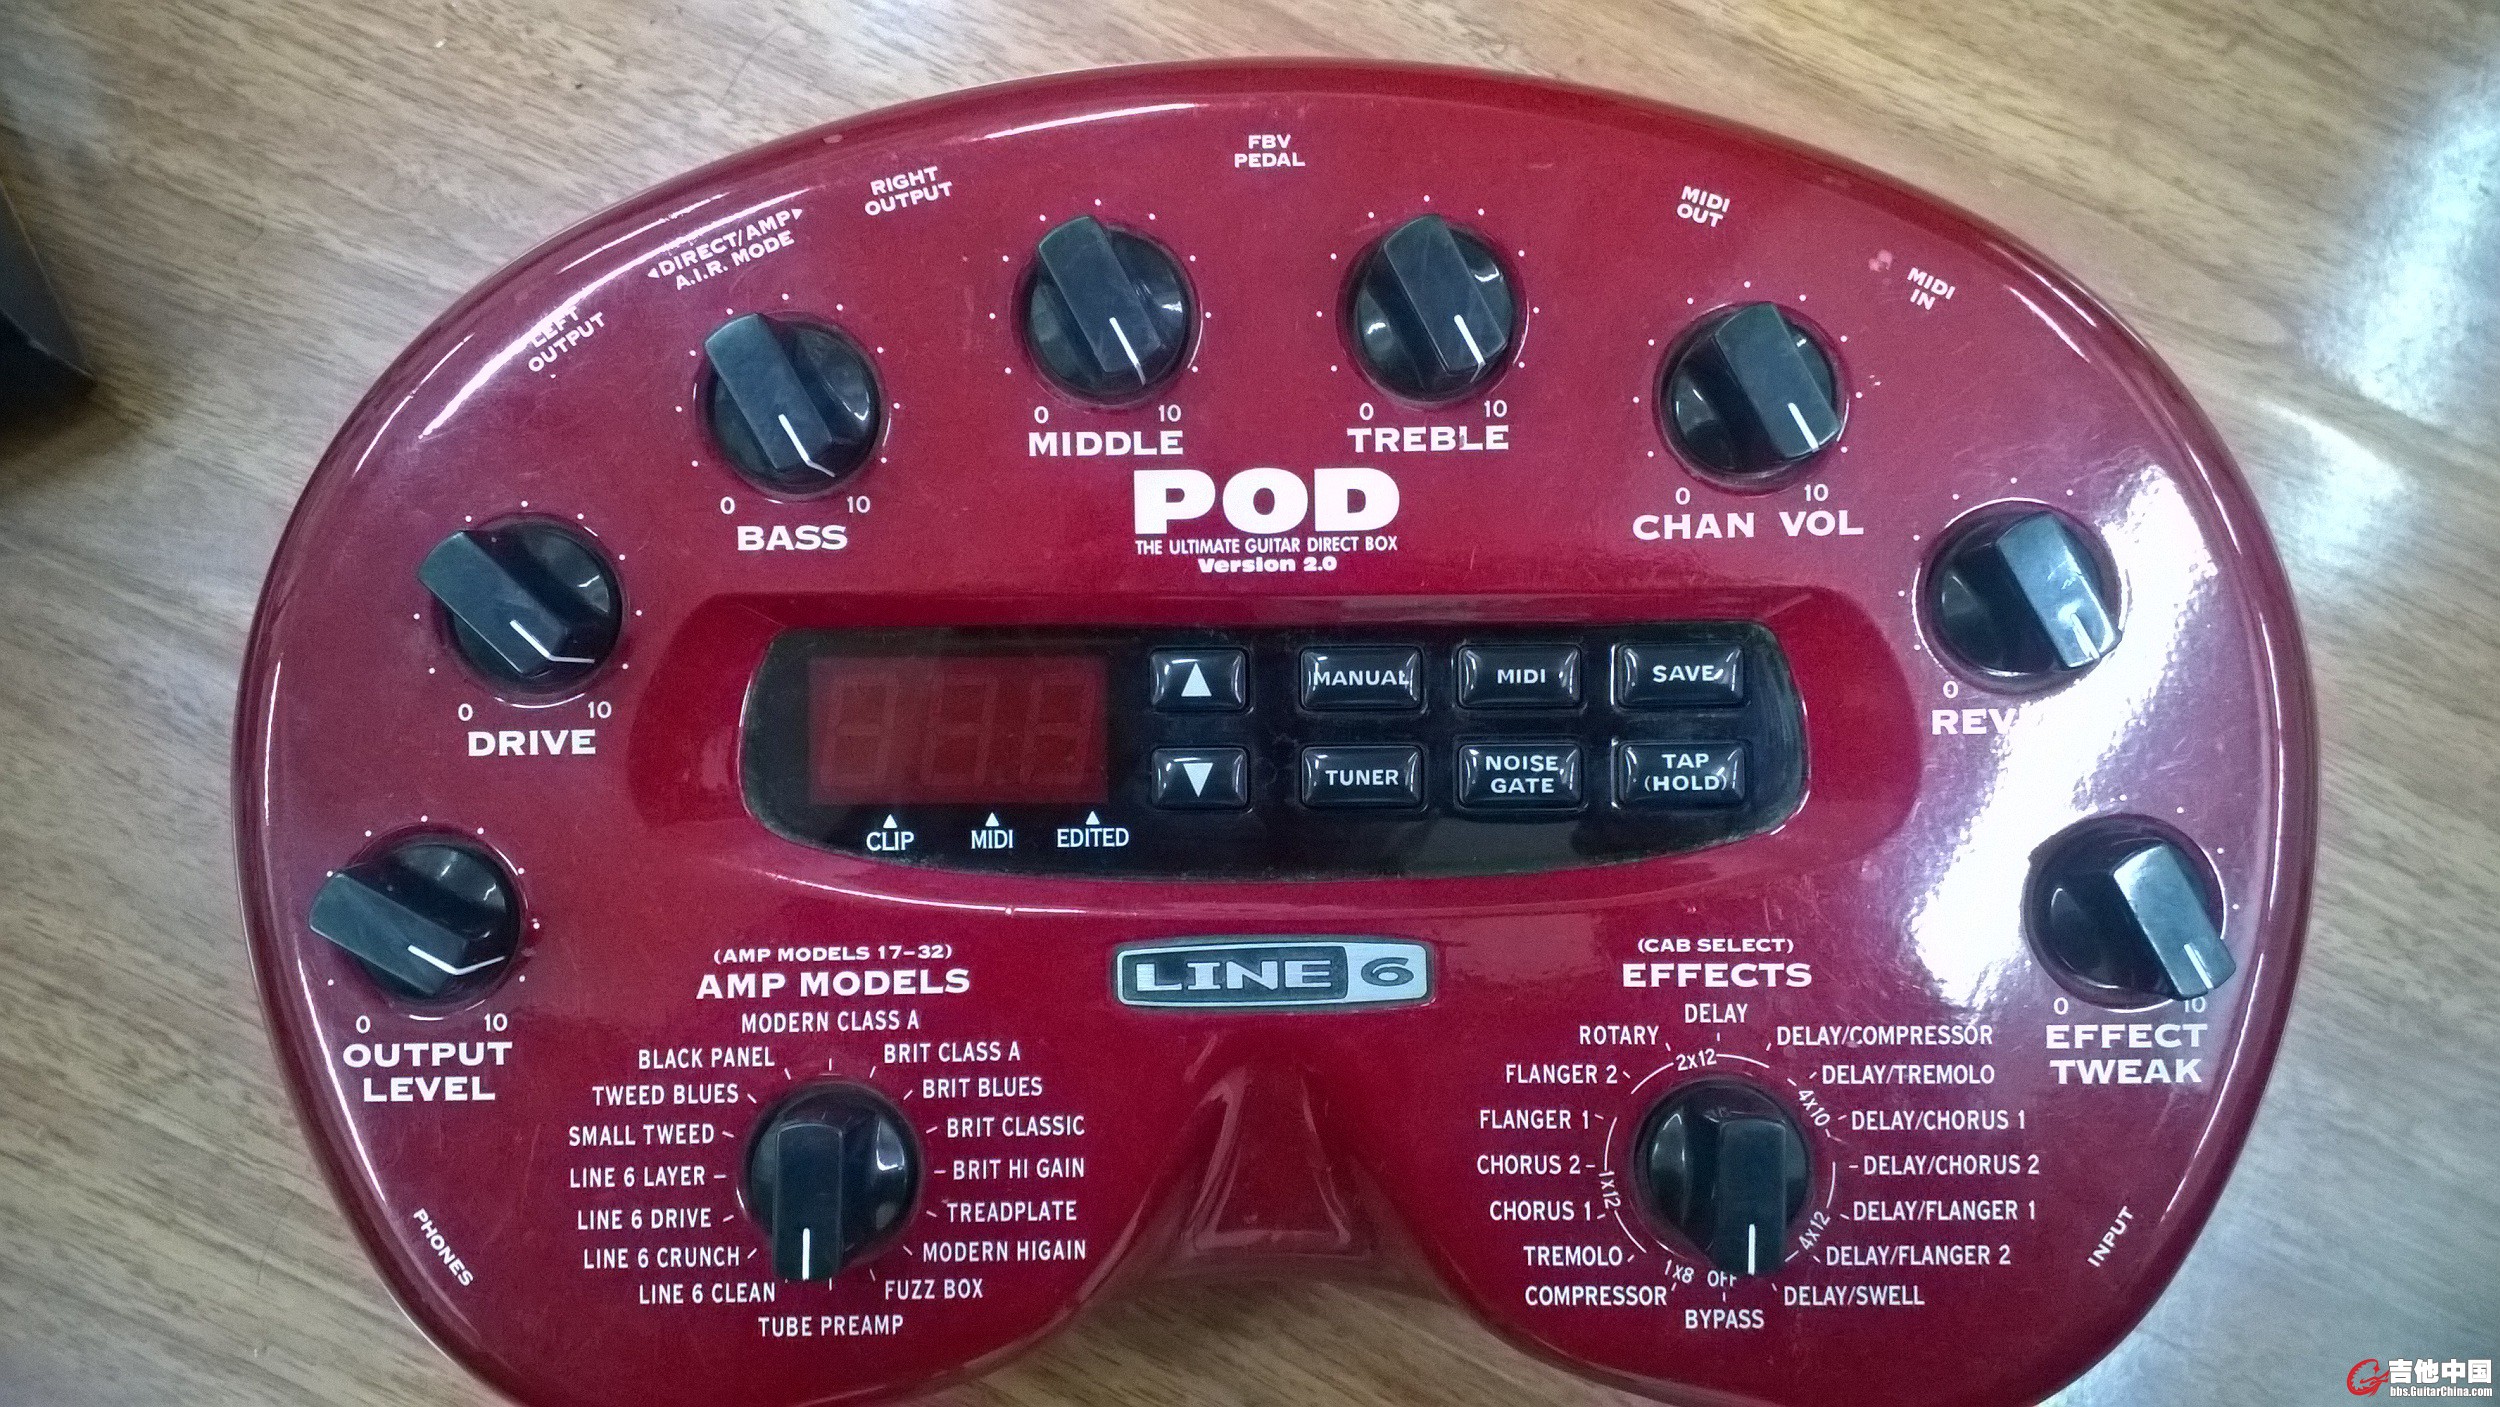 FBV
PEDAL
RIGHT
OUTPUT
MIDI
OUT
◄DIRECT/AMP►
A.I.R. MODE
MIDI
IN
LEFT
OUTPUT
0 10
MIDDLE
0 10
TREBLE
0 10
BASS
0 10
CHAN VOL
POD
THE ULTIMATE GUITAR DIRECT BOX
Version 2.0
0 10
DRIVE
0
REV
▲ MANUAL MIDI SAVE
▼ TUNER NOISE GATE TAP (HOLD)
CLIP MIDI EDITED
0 10
OUTPUT
LEVEL
0 10
EFFECT
TWEAK
LINE 6
(AMP MODELS 17-32)
AMP MODELS
MODERN CLASS A
BLACK PANEL
BRIT CLASS A
TWEED BLUES
BRIT BLUES
SMALL TWEED
BRIT CLASSIC
LINE 6 LAYER
BRIT HI GAIN
LINE 6 DRIVE
TREADPLATE
LINE 6 CRUNCH
MODERN HIGAIN
LINE 6 CLEAN
FUZZ BOX
TUBE PREAMP
(CAB SELECT)
EFFECTS
DELAY
ROTARY
DELAY/COMPRESSOR
FLANGER 2
DELAY/TREMOLO
FLANGER 1
DELAY/CHORUS 1
CHORUS 2
DELAY/CHORUS 2
CHORUS 1
DELAY/FLANGER 1
TREMOLO
DELAY/FLANGER 2
COMPRESSOR
DELAY/SWELL
BYPASS
2x12
4x10
1x12
4x12
1x8
OFF
PHONES
INPUT
吉他中国
bbs.GuitarChina.com